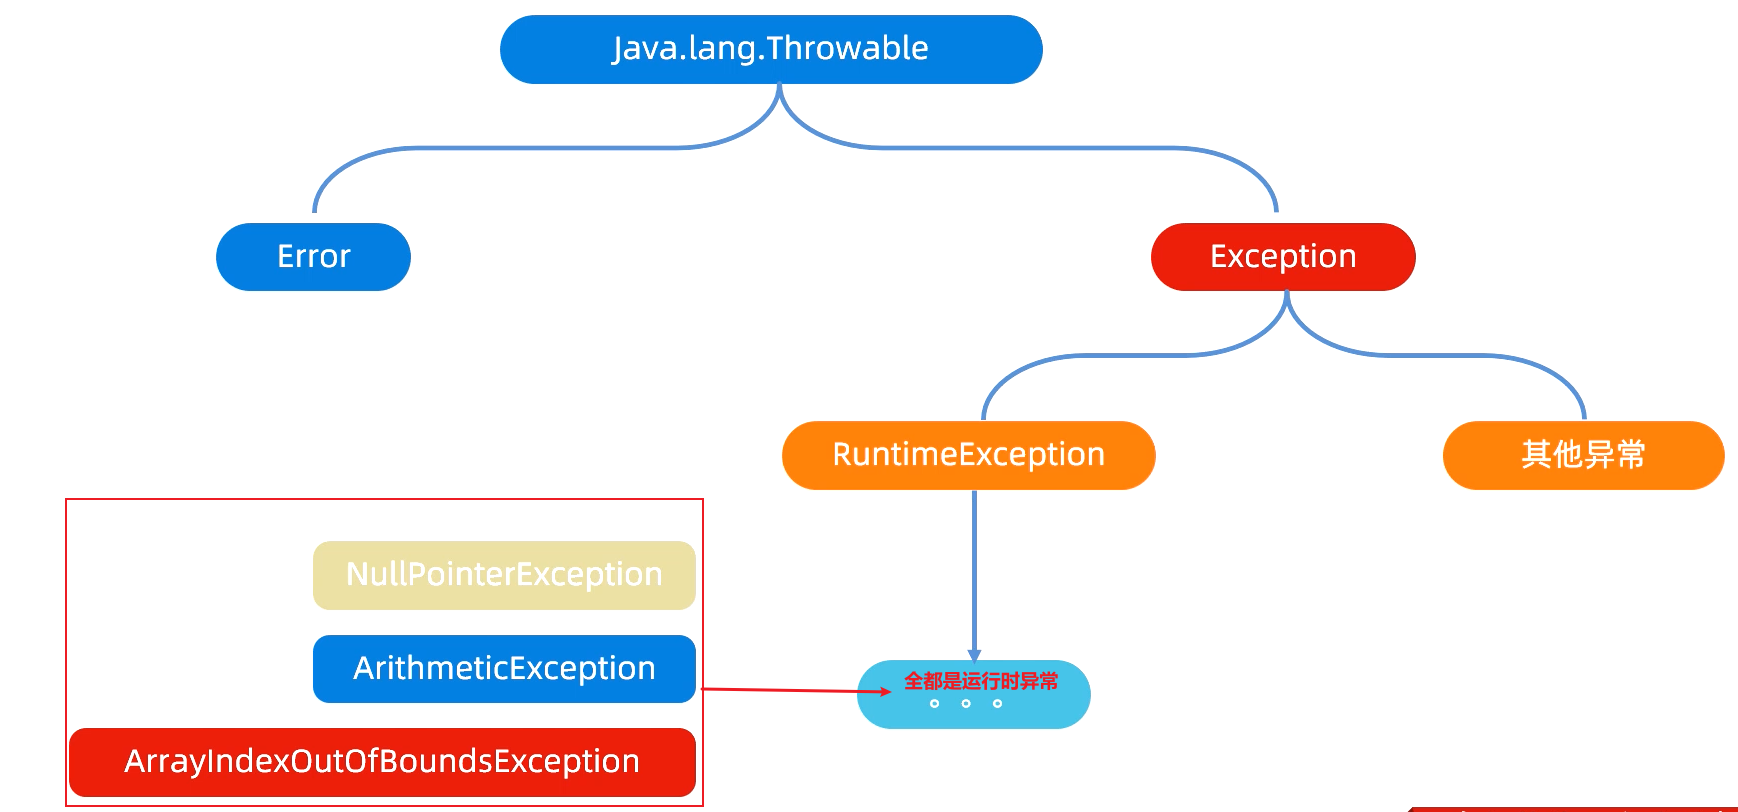 Java.lang.Throwable
Error
Exception
RuntimeException
其他异常
NullPointerException
ArithmeticException
全都是运行时异常
。。。
ArrayIndexOutOfBoundsException